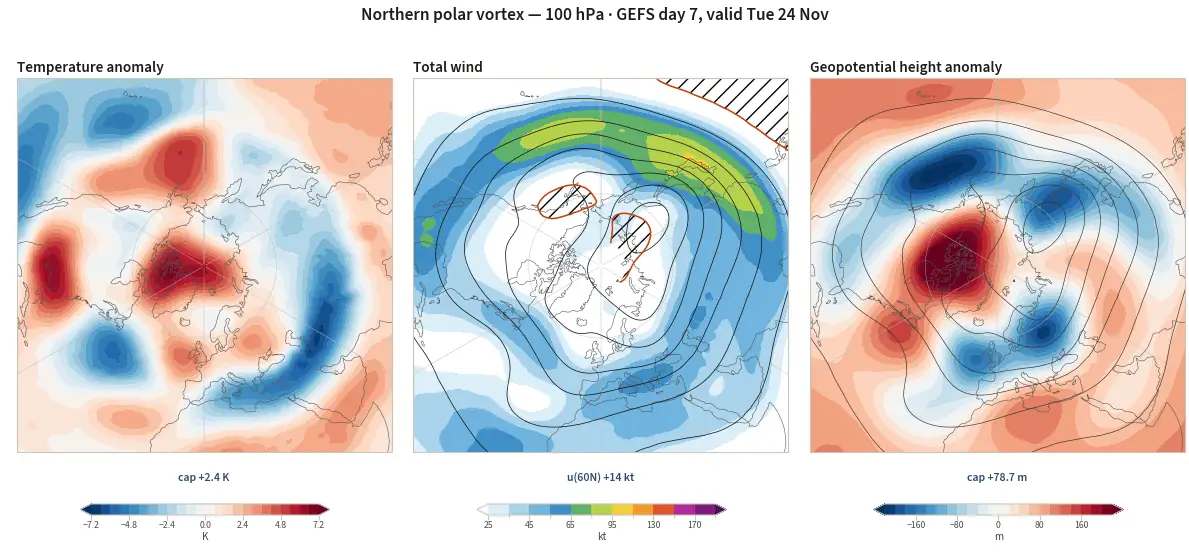 Northern polar vortex — 100 hPa · GEFS day 7, valid Tue 24 Nov
Temperature anomaly
Total wind
Geopotential height anomaly
cap +2.4 K
u(60N) +14 kt
cap +78.7 m
−7.2 −4.8 −2.4 0.0 2.4 4.8 7.2
K
25 45 65 90 130 170
kt
−160 −80 0 80 160
m